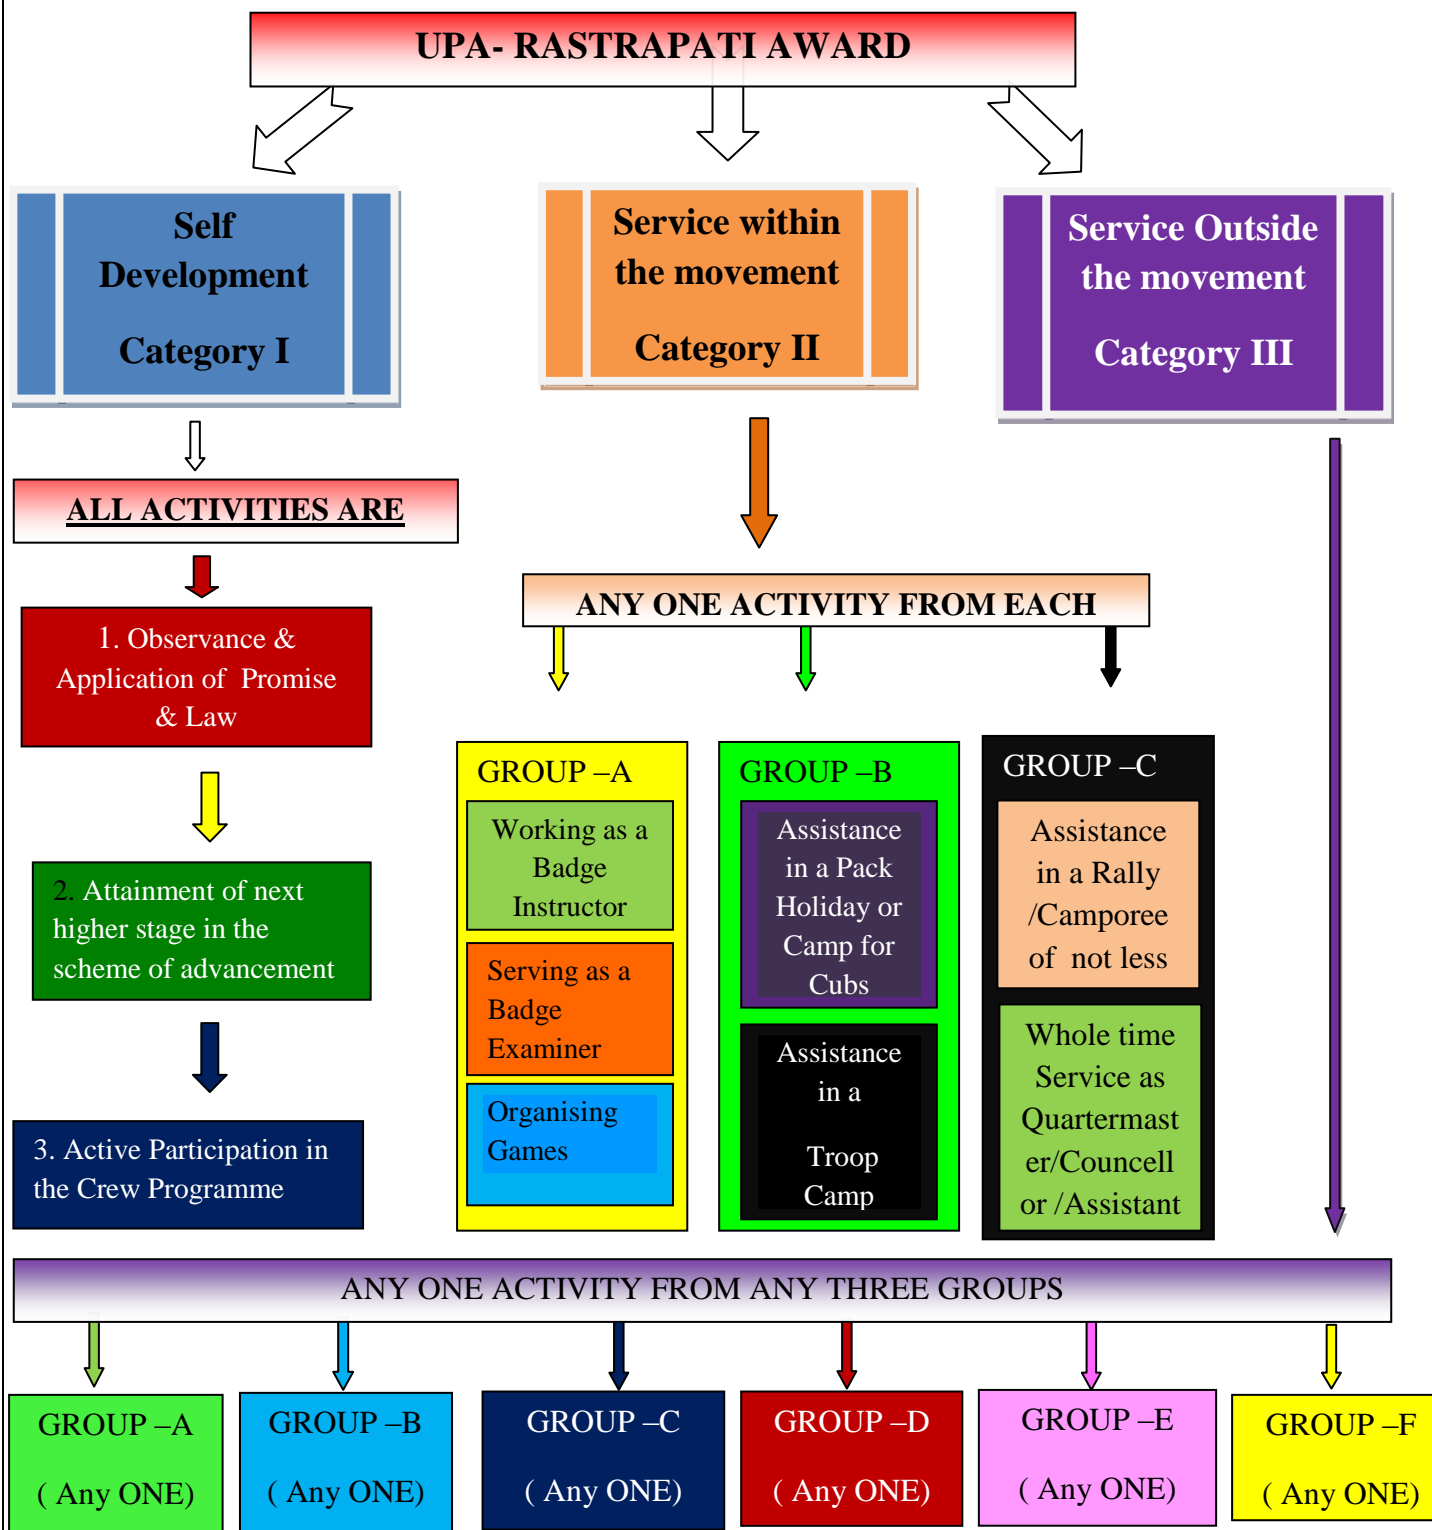 UPA- RASTRAPATI AWARD
Self
Development
Category I
Service within
the movement
Category II
Service Outside
the movement
Category III
ALL ACTIVITIES ARE
1. Observance &
Application of Promise
& Law
2. Attainment of next
higher stage in the
scheme of advancement
3. Active Participation in
the Crew Programme
ANY ONE ACTIVITY FROM EACH
GROUP –A
Working as a
Badge
Instructor
Serving as a
Badge
Examiner
Organising
Games
GROUP –B
Assistance
in a Pack
Holiday or
Camp for
Cubs
Assistance
in a
Troop
Camp
GROUP –C
Assistance
in a Rally
/Camporee
of not less
Whole time
Service as
Quartermast
er/Councell
or /Assistant
ANY ONE ACTIVITY FROM ANY THREE GROUPS
GROUP –A
( Any ONE)
GROUP –B
( Any ONE)
GROUP –C
( Any ONE)
GROUP –D
( Any ONE)
GROUP –E
( Any ONE)
GROUP –F
( Any ONE)